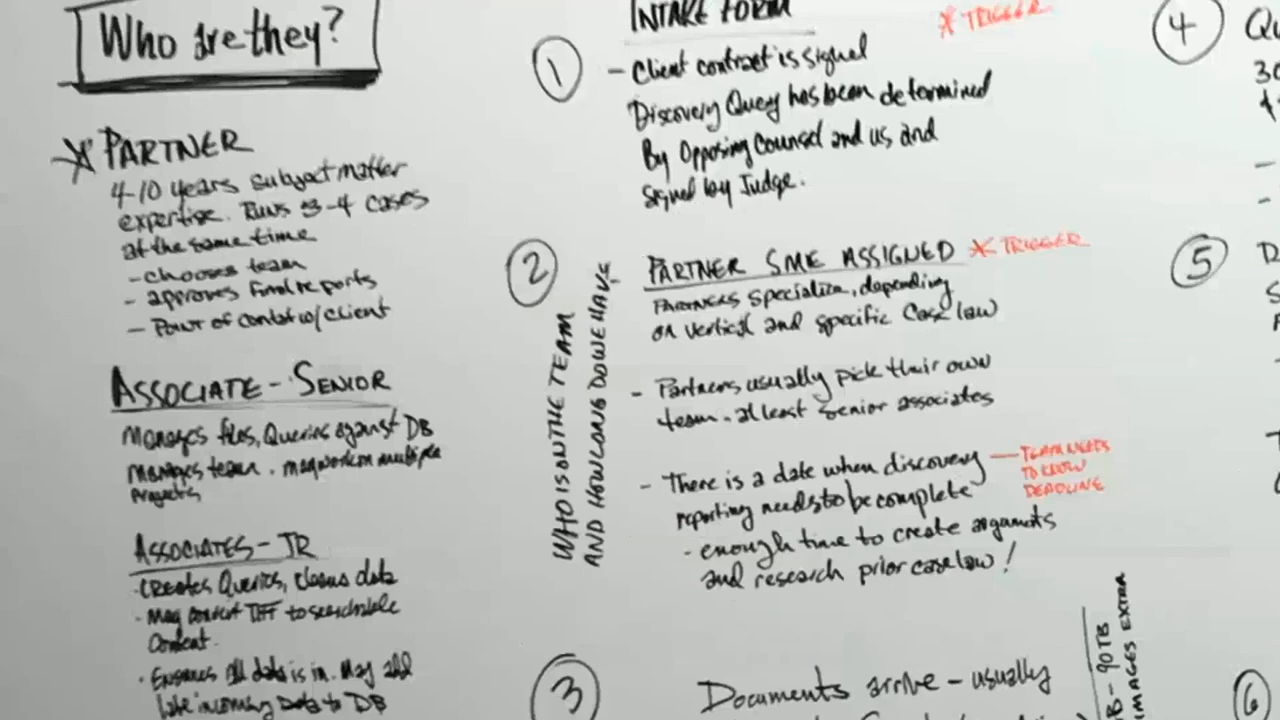 Who are they?
* PARTNER
4-10 years subject matter
expertise. Runs 3-4 cases
at the same time
- chooses team
- approves final reports
- Point of contact w/client
ASSOCIATE - SENIOR
Manages files, Queries against DB
manages team. may work on multiple
projects
ASSOCIATES - JR
· Creates Queries, cleans data
· May convert TIFF to searchable
Content.
· Ensures all data is in. May add
late incoming Data to DB
1
INTAKE FORM * TRIGGER
- Client contract is signed
Discovery Query has been determined
By Opposing Counsel and us and
signed by Judge.
2
WHO IS ON THE TEAM
AND HOW LONG DO WE HAVE
- PARTNER SME ASSIGNED * TRIGGER
PARTNERS specialize, depending
on vertical and specific Case law
- Partners usually pick their own
team. at least senior associates
- There is a date when discovery — TEAM NEEDS
TO KNOW
DEADLINE
reporting needs to be complete
- enough time to create arguments
and research prior case law!
3
Documents arrive - usually
B - 90TB
IMAGES EXTRA
4
Qu
30
5
D
S
6